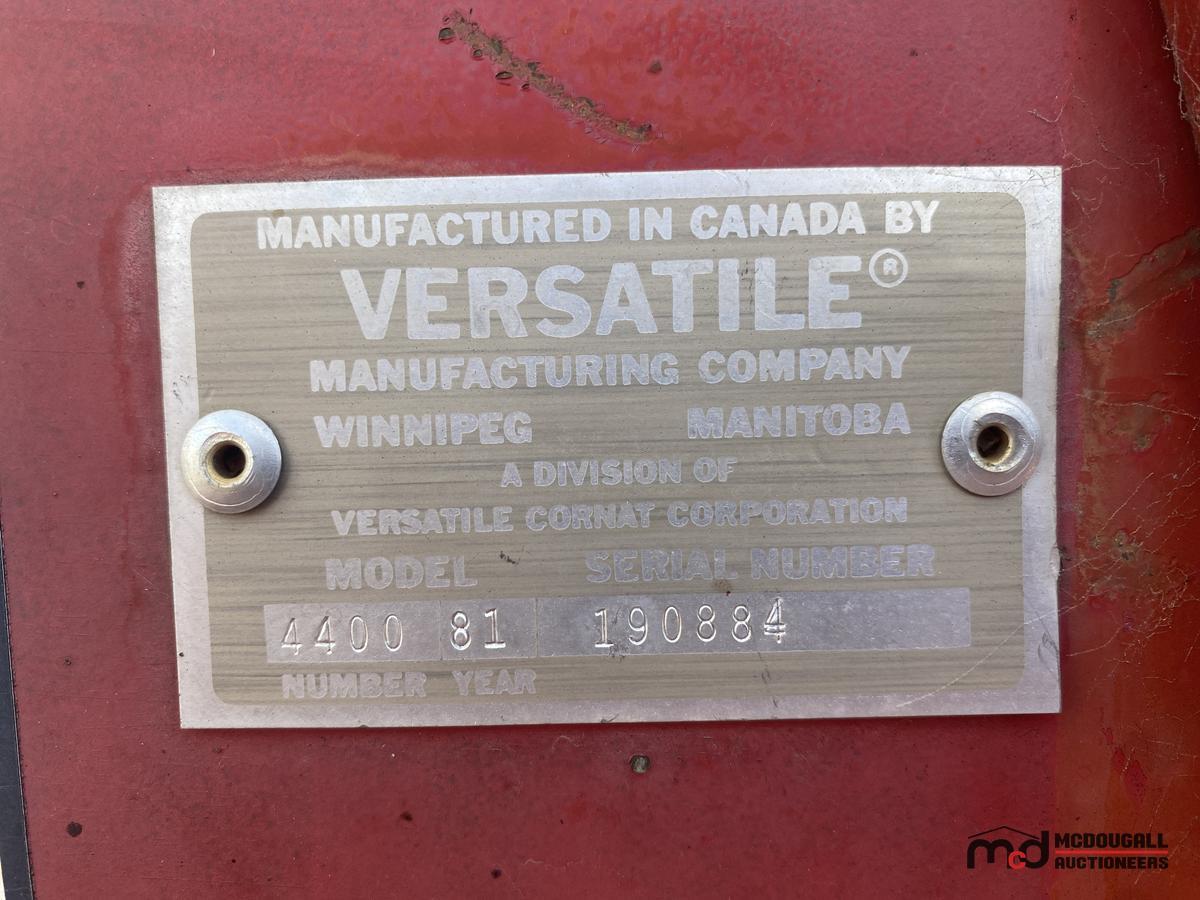 MANUFACTURED IN CANADA BY
VERSATILE®
MANUFACTURING COMPANY
WINNIPEG MANITOBA
A DIVISION OF
VERSATILE CORNAT CORPORATION
MODEL SERIAL NUMBER
4400 81 190884
NUMBER YEAR
mcd MCDOUGALL
AUCTIONEERS